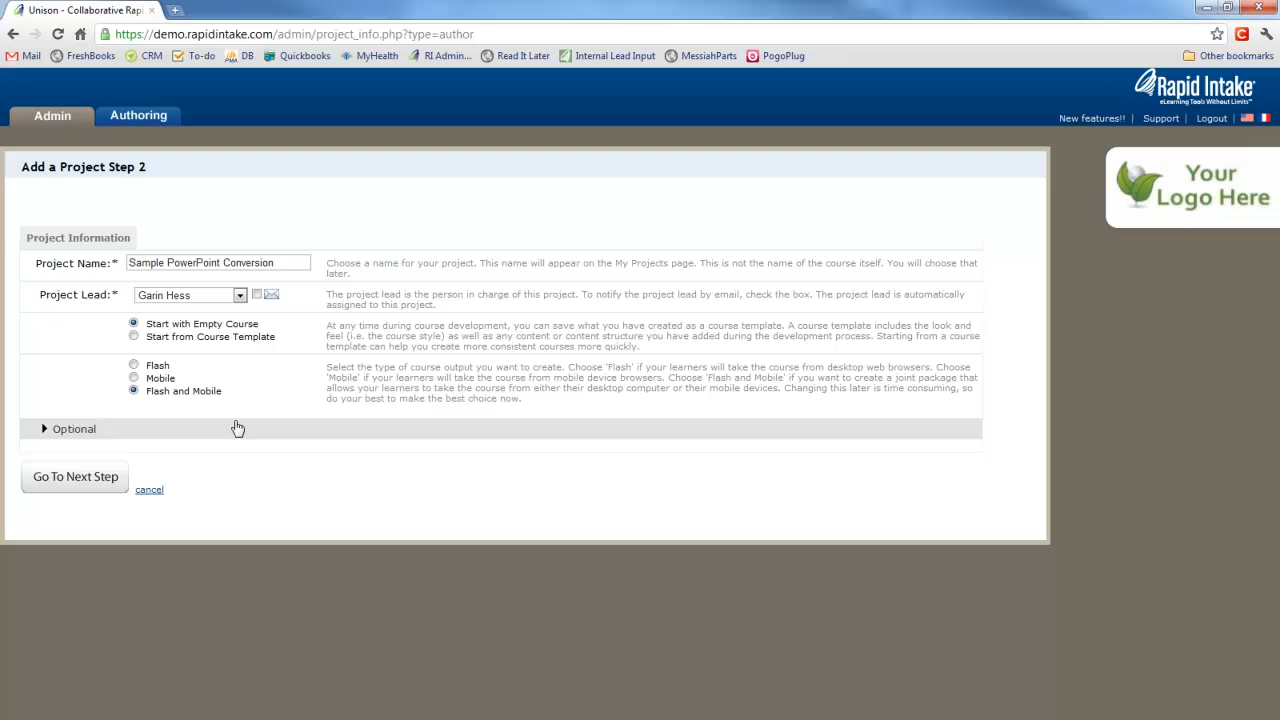 Unison - Collaborative Rapi
https://demo.rapidintake.com/admin/project_info.php?type=author
Mail FreshBooks CRM To-do DB Quickbooks MyHealth RI Admin... Read It Later Internal Lead Input MessiahParts PogoPlug Other bookmarks
Rapid Intake
eLearning Tools Without Limits™
Admin Authoring
New features!! | Support | Logout |
Add a Project Step 2
Your
Logo Here
Project Information
Project Name:* Sample PowerPoint Conversion Choose a name for your project. This name will appear on the My Projects page. This is not the name of the course itself. You will choose that
later.
Project Lead:* Garin Hess The project lead is the person in charge of this project. To notify the project lead by email, check the box. The project lead is automatically
assigned to this project.
Start with Empty Course
Start from Course Template
At any time during course development, you can save what you have created as a course template. A course template includes the look and
feel (i.e. the course style) as well as any content or content structure you have added during the development process. Starting from a course
template can help you create more consistent courses more quickly.
Flash
Mobile
Flash and Mobile
Select the type of course output you want to create. Choose 'Flash' if your learners will take the course from desktop web browsers. Choose
'Mobile' if your learners will take the course from mobile device browsers. Choose 'Flash and Mobile' if you want to create a joint package that
allows your learners to take the course from either their desktop computer or their mobile devices. Changing this later is time consuming, so
do your best to make the best choice now.
Optional
Go To Next Step
cancel